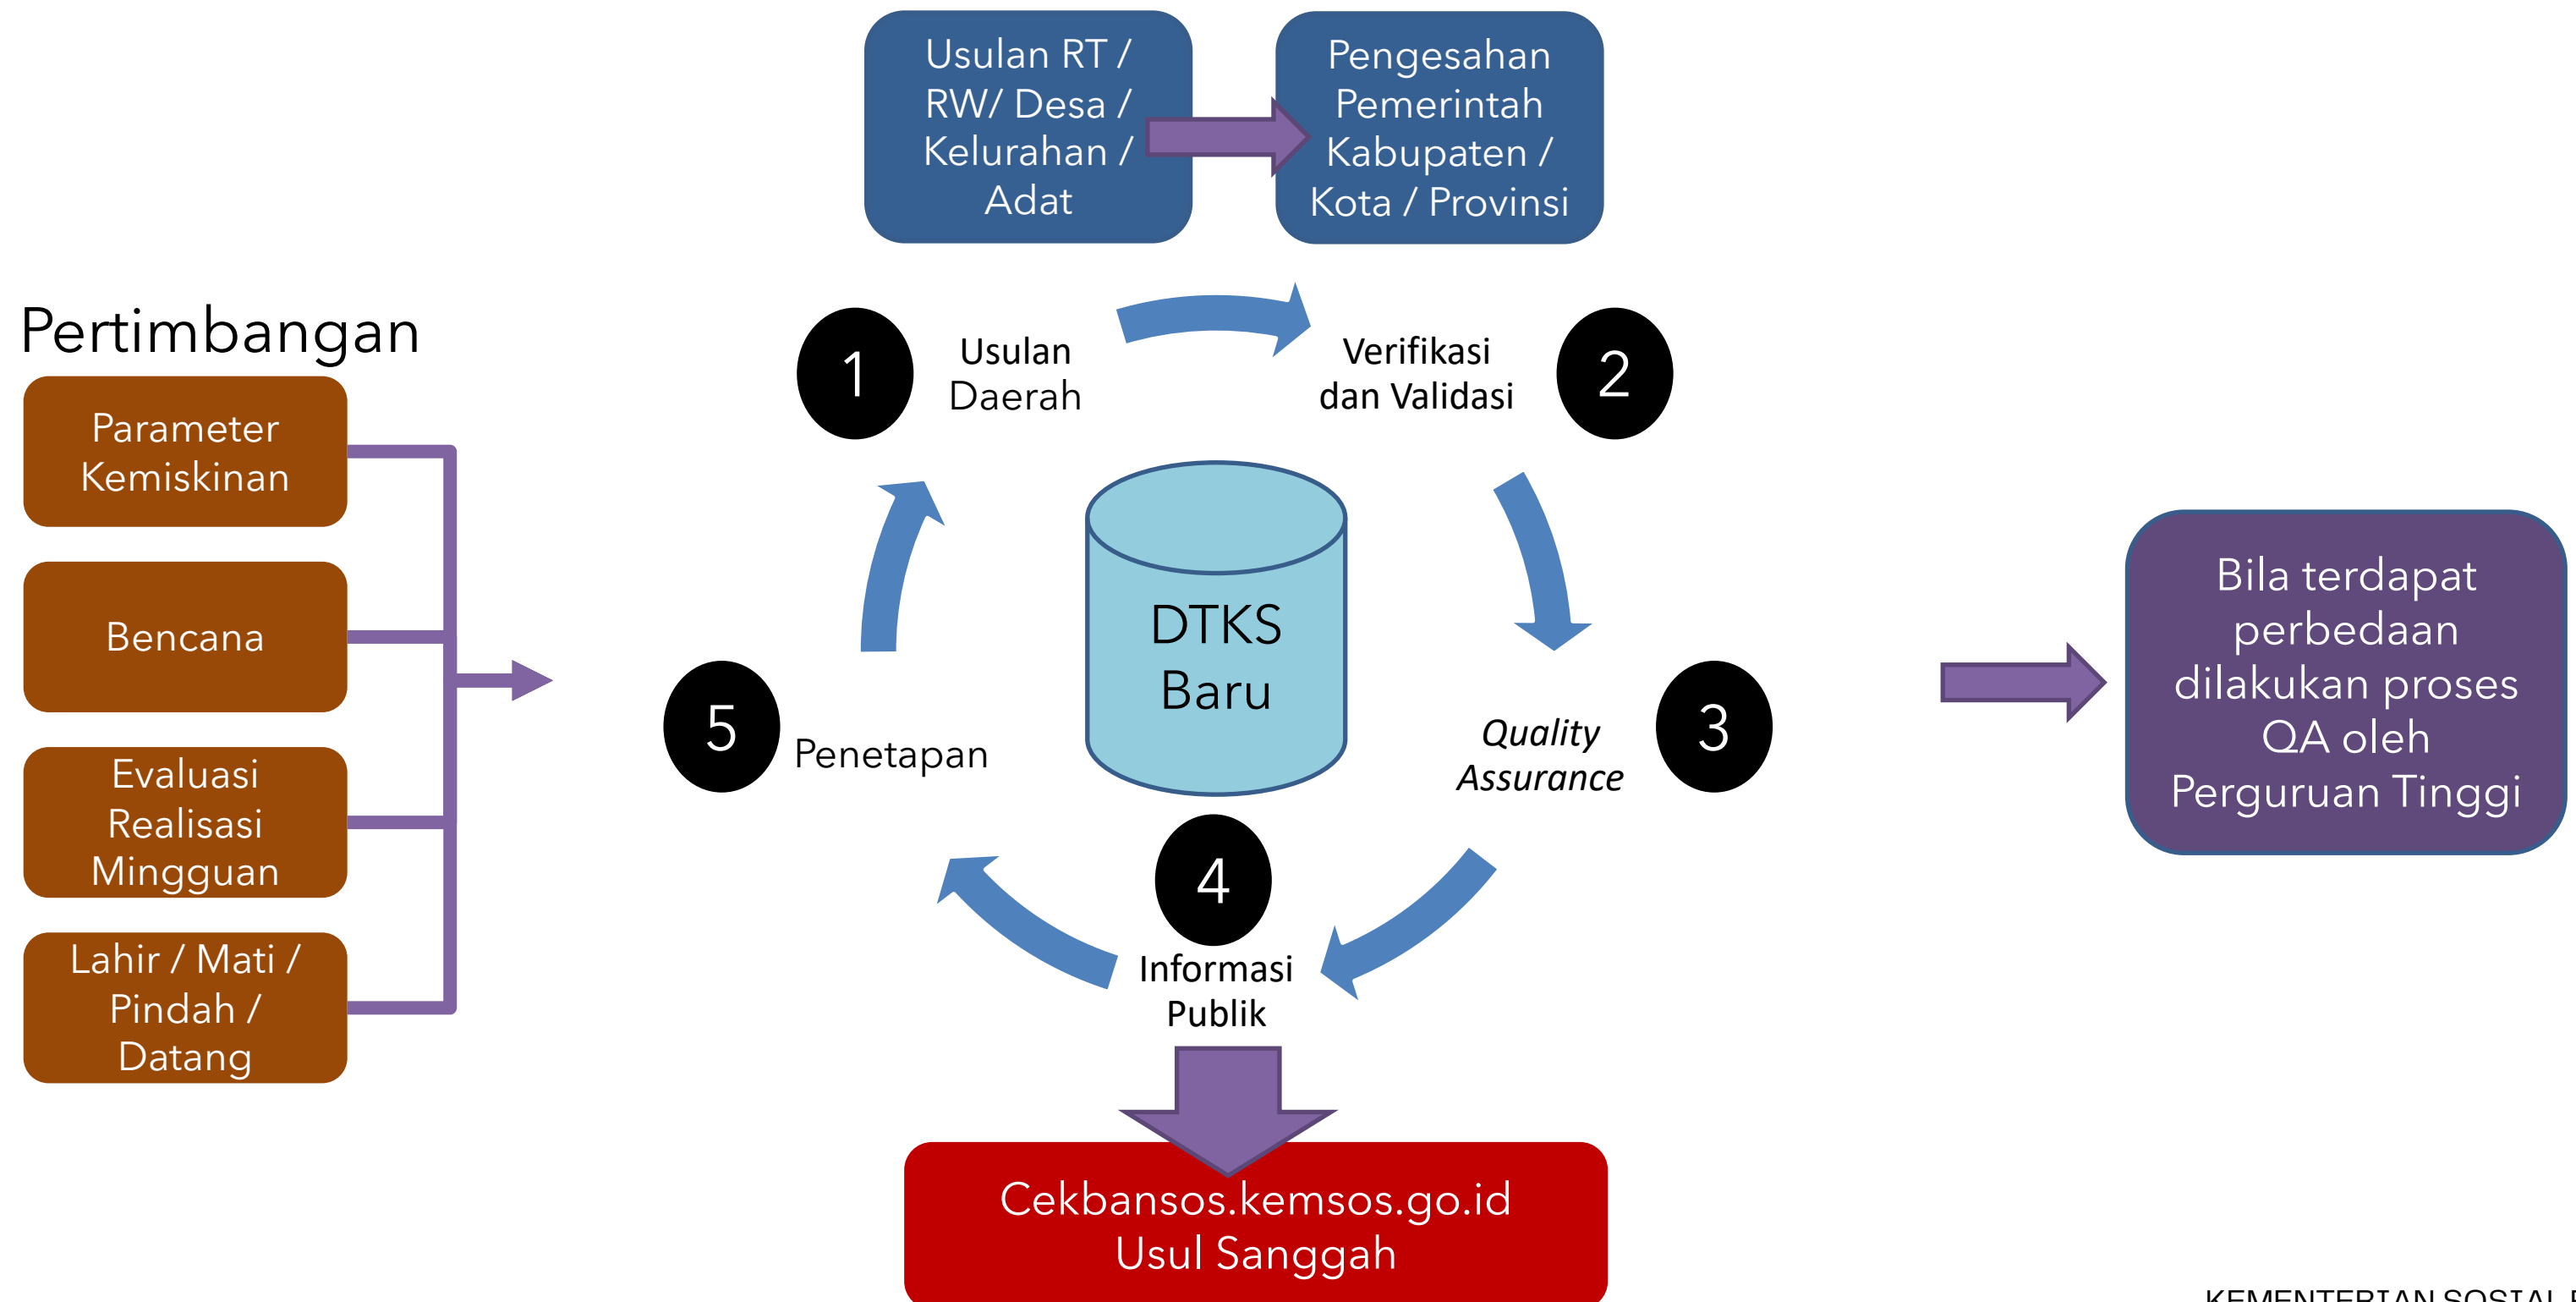 Usulan RT /
RW/ Desa /
Kelurahan /
Adat
Pengesahan
Pemerintah
Kabupaten /
Kota / Provinsi
Pertimbangan
Parameter
Kemiskinan
Bencana
Evaluasi
Realisasi
Mingguan
Lahir / Mati /
Pindah /
Datang
1
Usulan
Daerah
Verifikasi
dan Validasi
2
DTKS
Baru
Quality
Assurance
3
4
Informasi
Publik
5
Penetapan
Bila terdapat
perbedaan
dilakukan proses
QA oleh
Perguruan Tinggi
Cekbansos.kemsos.go.id
Usul Sanggah
KEMENTERIAN SOSIAL